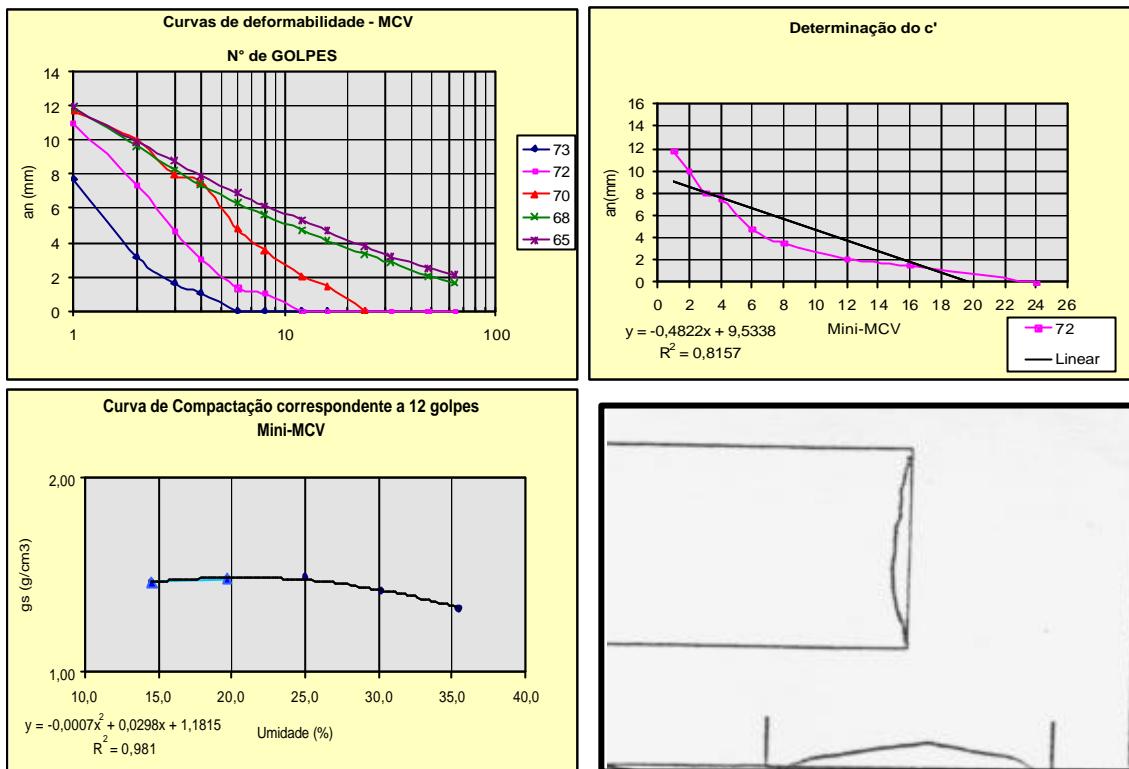 Curvas de deformabilidade - MCV
N° de GOLPES
an (mm)
14
12
10
8
6
4
2
0
1
10
100
73
72
70
68
65
Determinação do c'
an(mm)
16
14
12
10
8
6
4
2
0
0 2 4 6 8 10 12 14 16 18 20 22 24 26
Mini-MCV
y = -0,4822x + 9,5338
R² = 0,8157
72
Linear
Curva de Compactação correspondente a 12 golpes
Mini-MCV
gs (g/cm3)
2,00
1,00
10,0 15,0 20,0 25,0 30,0 35,0 40,0
Umidade (%)
y = -0,0007x² + 0,0298x + 1,1815
R² = 0,981